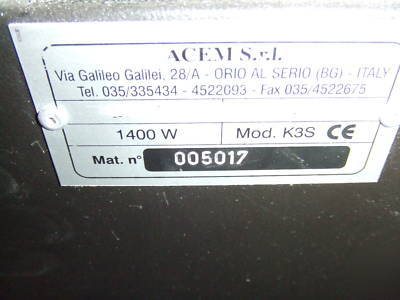 ACEM S.r.l.
Via Galileo Galilei, 28/A - ORIO AL SERIO (BG) - ITALY
Tel. 035/335434 - 4522093 - Fax 035/4522675
1400 W Mod. K3S CE
Mat. n° 005017